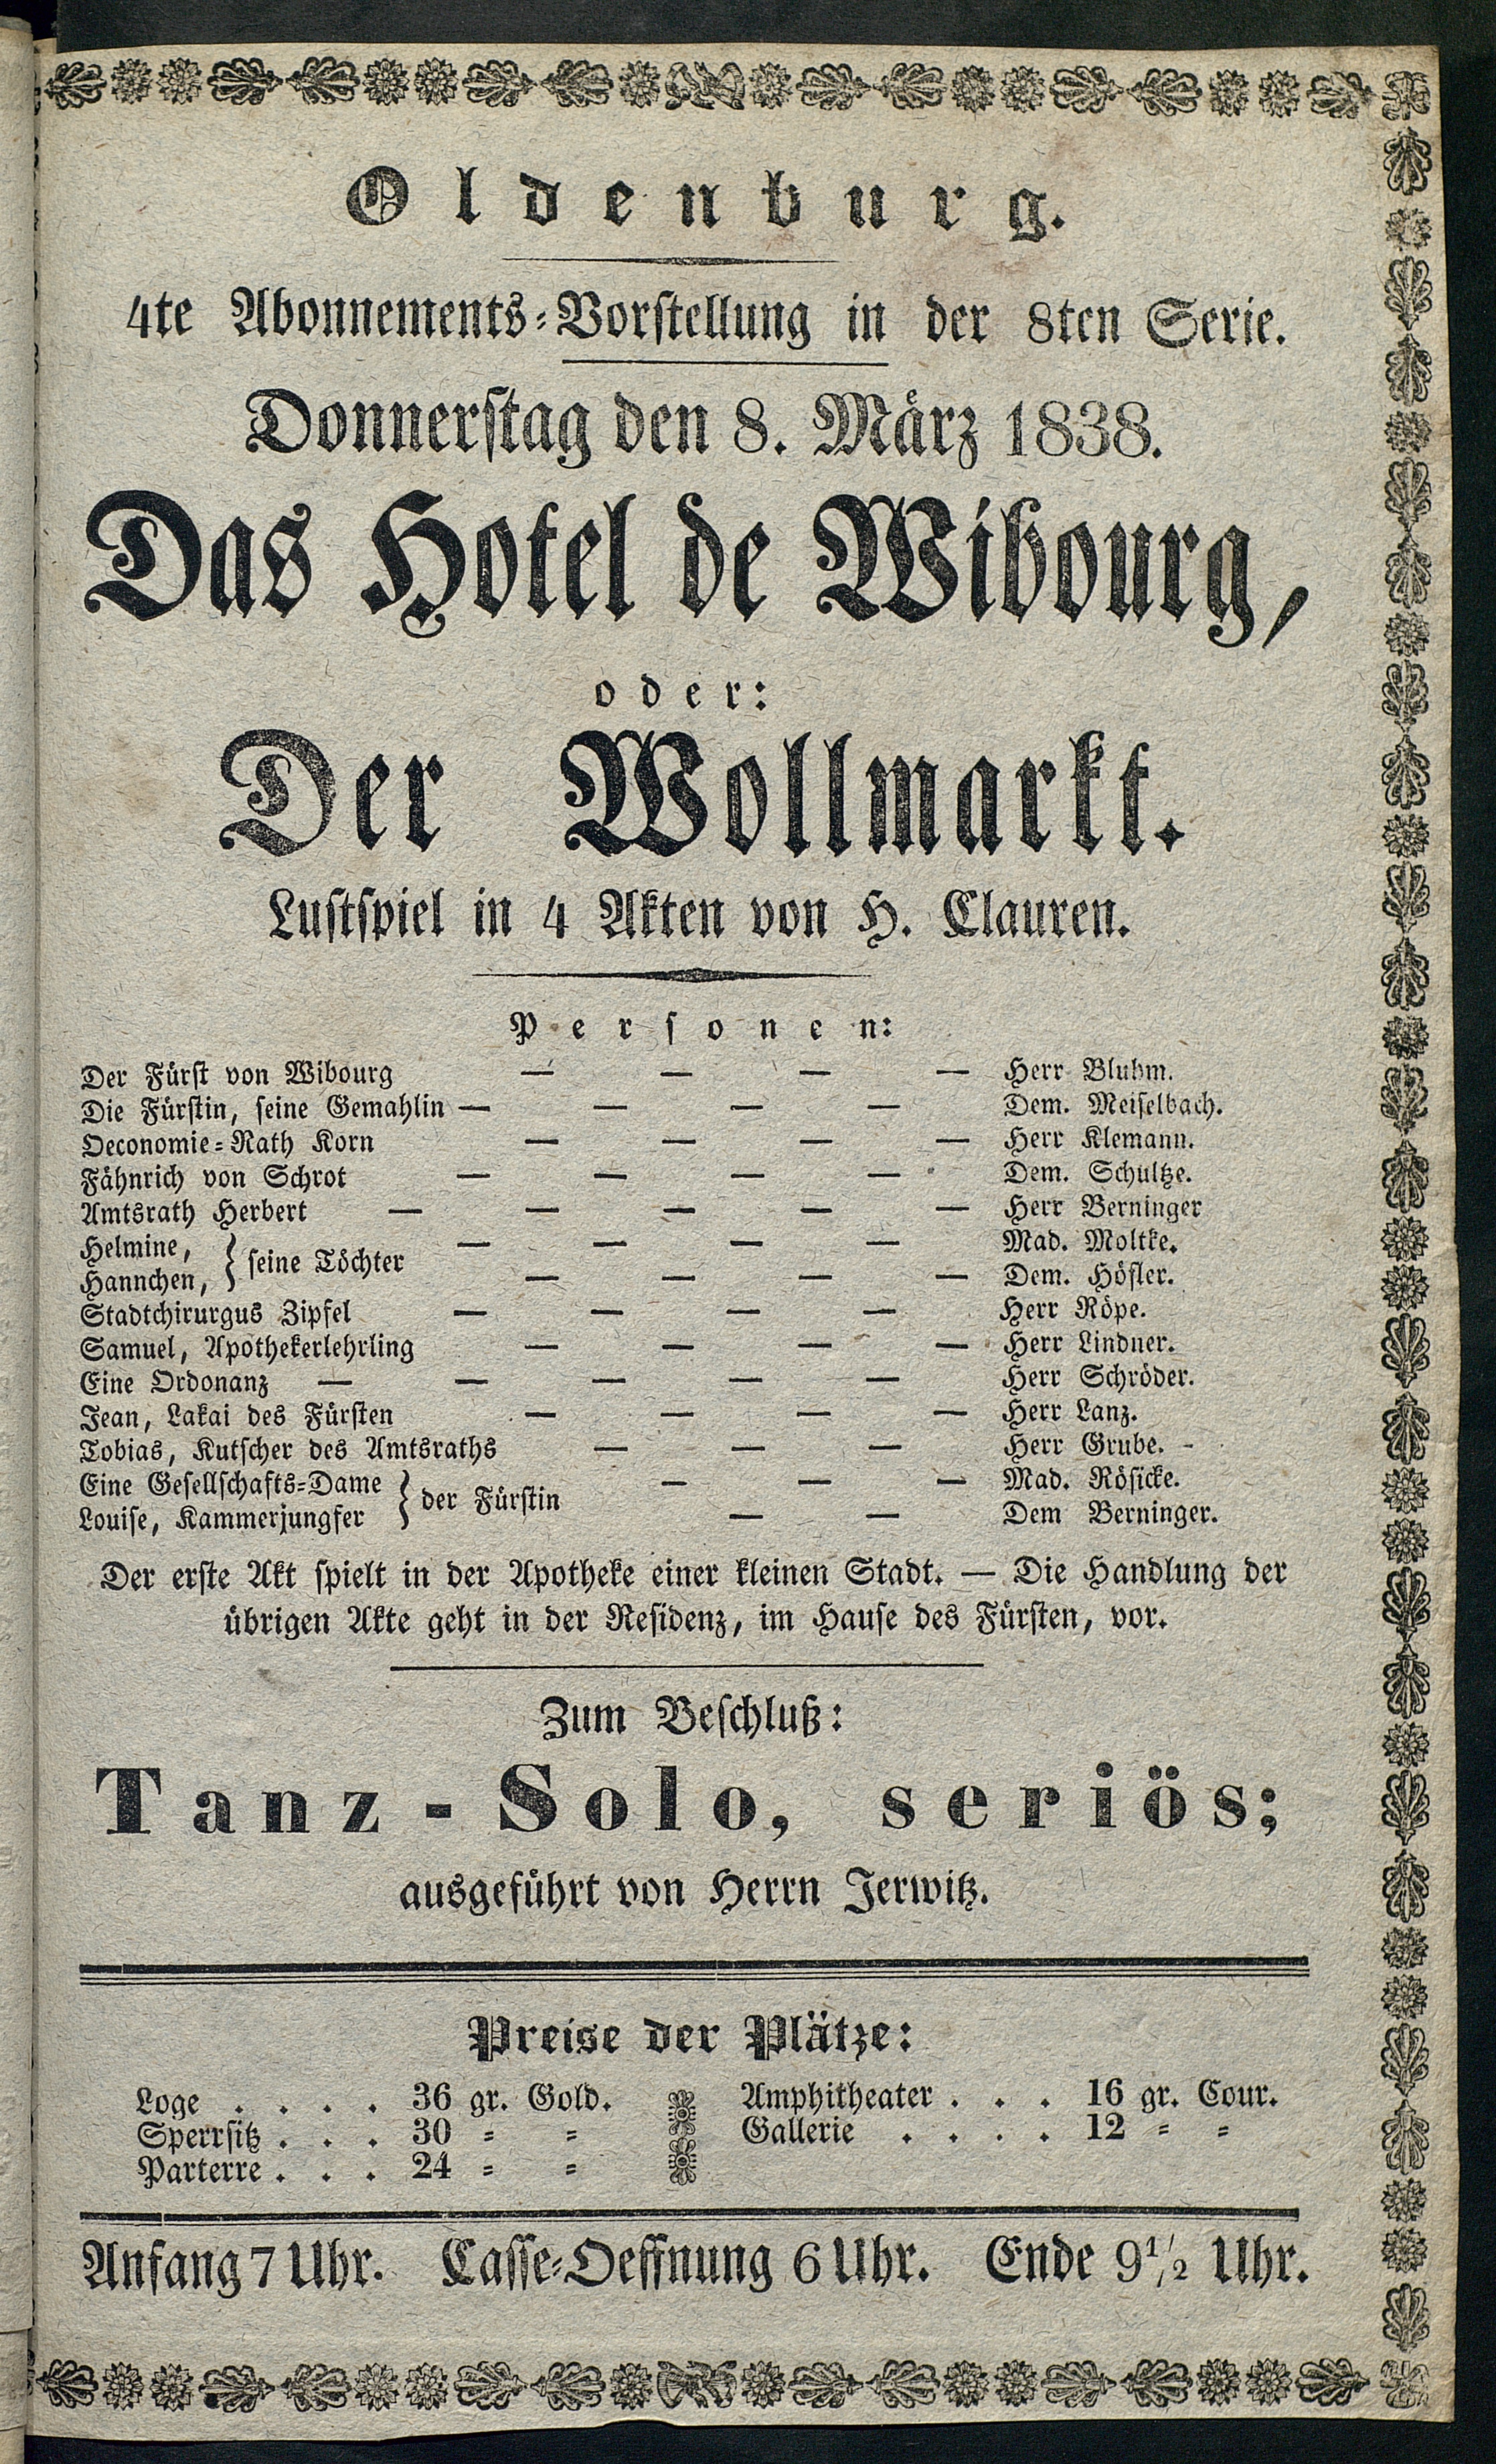 Oldenburg.
4te Abonnements-Vorstellung in der 8ten Serie.
Donnerstag den 8. März 1838.
Das Hotel de Wibourg,
oder:
Der Wollmarkt.
Lustspiel in 4 Akten von H. Clauren.
Personen:
Der Fürst von Wibourg — — — — Herr Bluhm.
Die Fürstin, seine Gemahlin — — — — Dem. Meiselbach.
Oeconomie-Rath Korn — — — — Herr Klemann.
Fähnrich von Schrot — — — — Dem. Schultze.
Amtsrath Herbert — — — — — Herr Berninger
Helmine, } seine Töchter — — — — Mad. Moltke.
Hannchen, } — — — — Dem. Höfler.
Stadtchirurgus Zipfel — — — — Herr Röpe.
Samuel, Apothekerlehrling — — — — Herr Lindner.
Eine Ordonanz — — — — — Herr Schröder.
Jean, Lakai des Fürsten — — — — Herr Lanz.
Tobias, Kutscher des Amtsraths — — — Herr Grube.
Eine Gesellschafts-Dame } der Fürstin — — — Mad. Rösicke.
Louise, Kammerjungfer } — — Dem Berninger.
Der erste Akt spielt in der Apotheke einer kleinen Stadt. — Die Handlung der
übrigen Akte geht in der Residenz, im Hause des Fürsten, vor.
Zum Beschluß:
Tanz-Solo, seriös;
ausgeführt von Herrn Jerwitz.
Preise der Plätze:
Loge . . . . 36 gr. Gold.
Sperrsitz . . . 30 = =
Parterre . . . 24 = =
Amphitheater . . . 16 gr. Cour.
Gallerie . . . . 12 = =
Anfang 7 Uhr. Casse-Oeffnung 6 Uhr. Ende 9 1/2 Uhr.